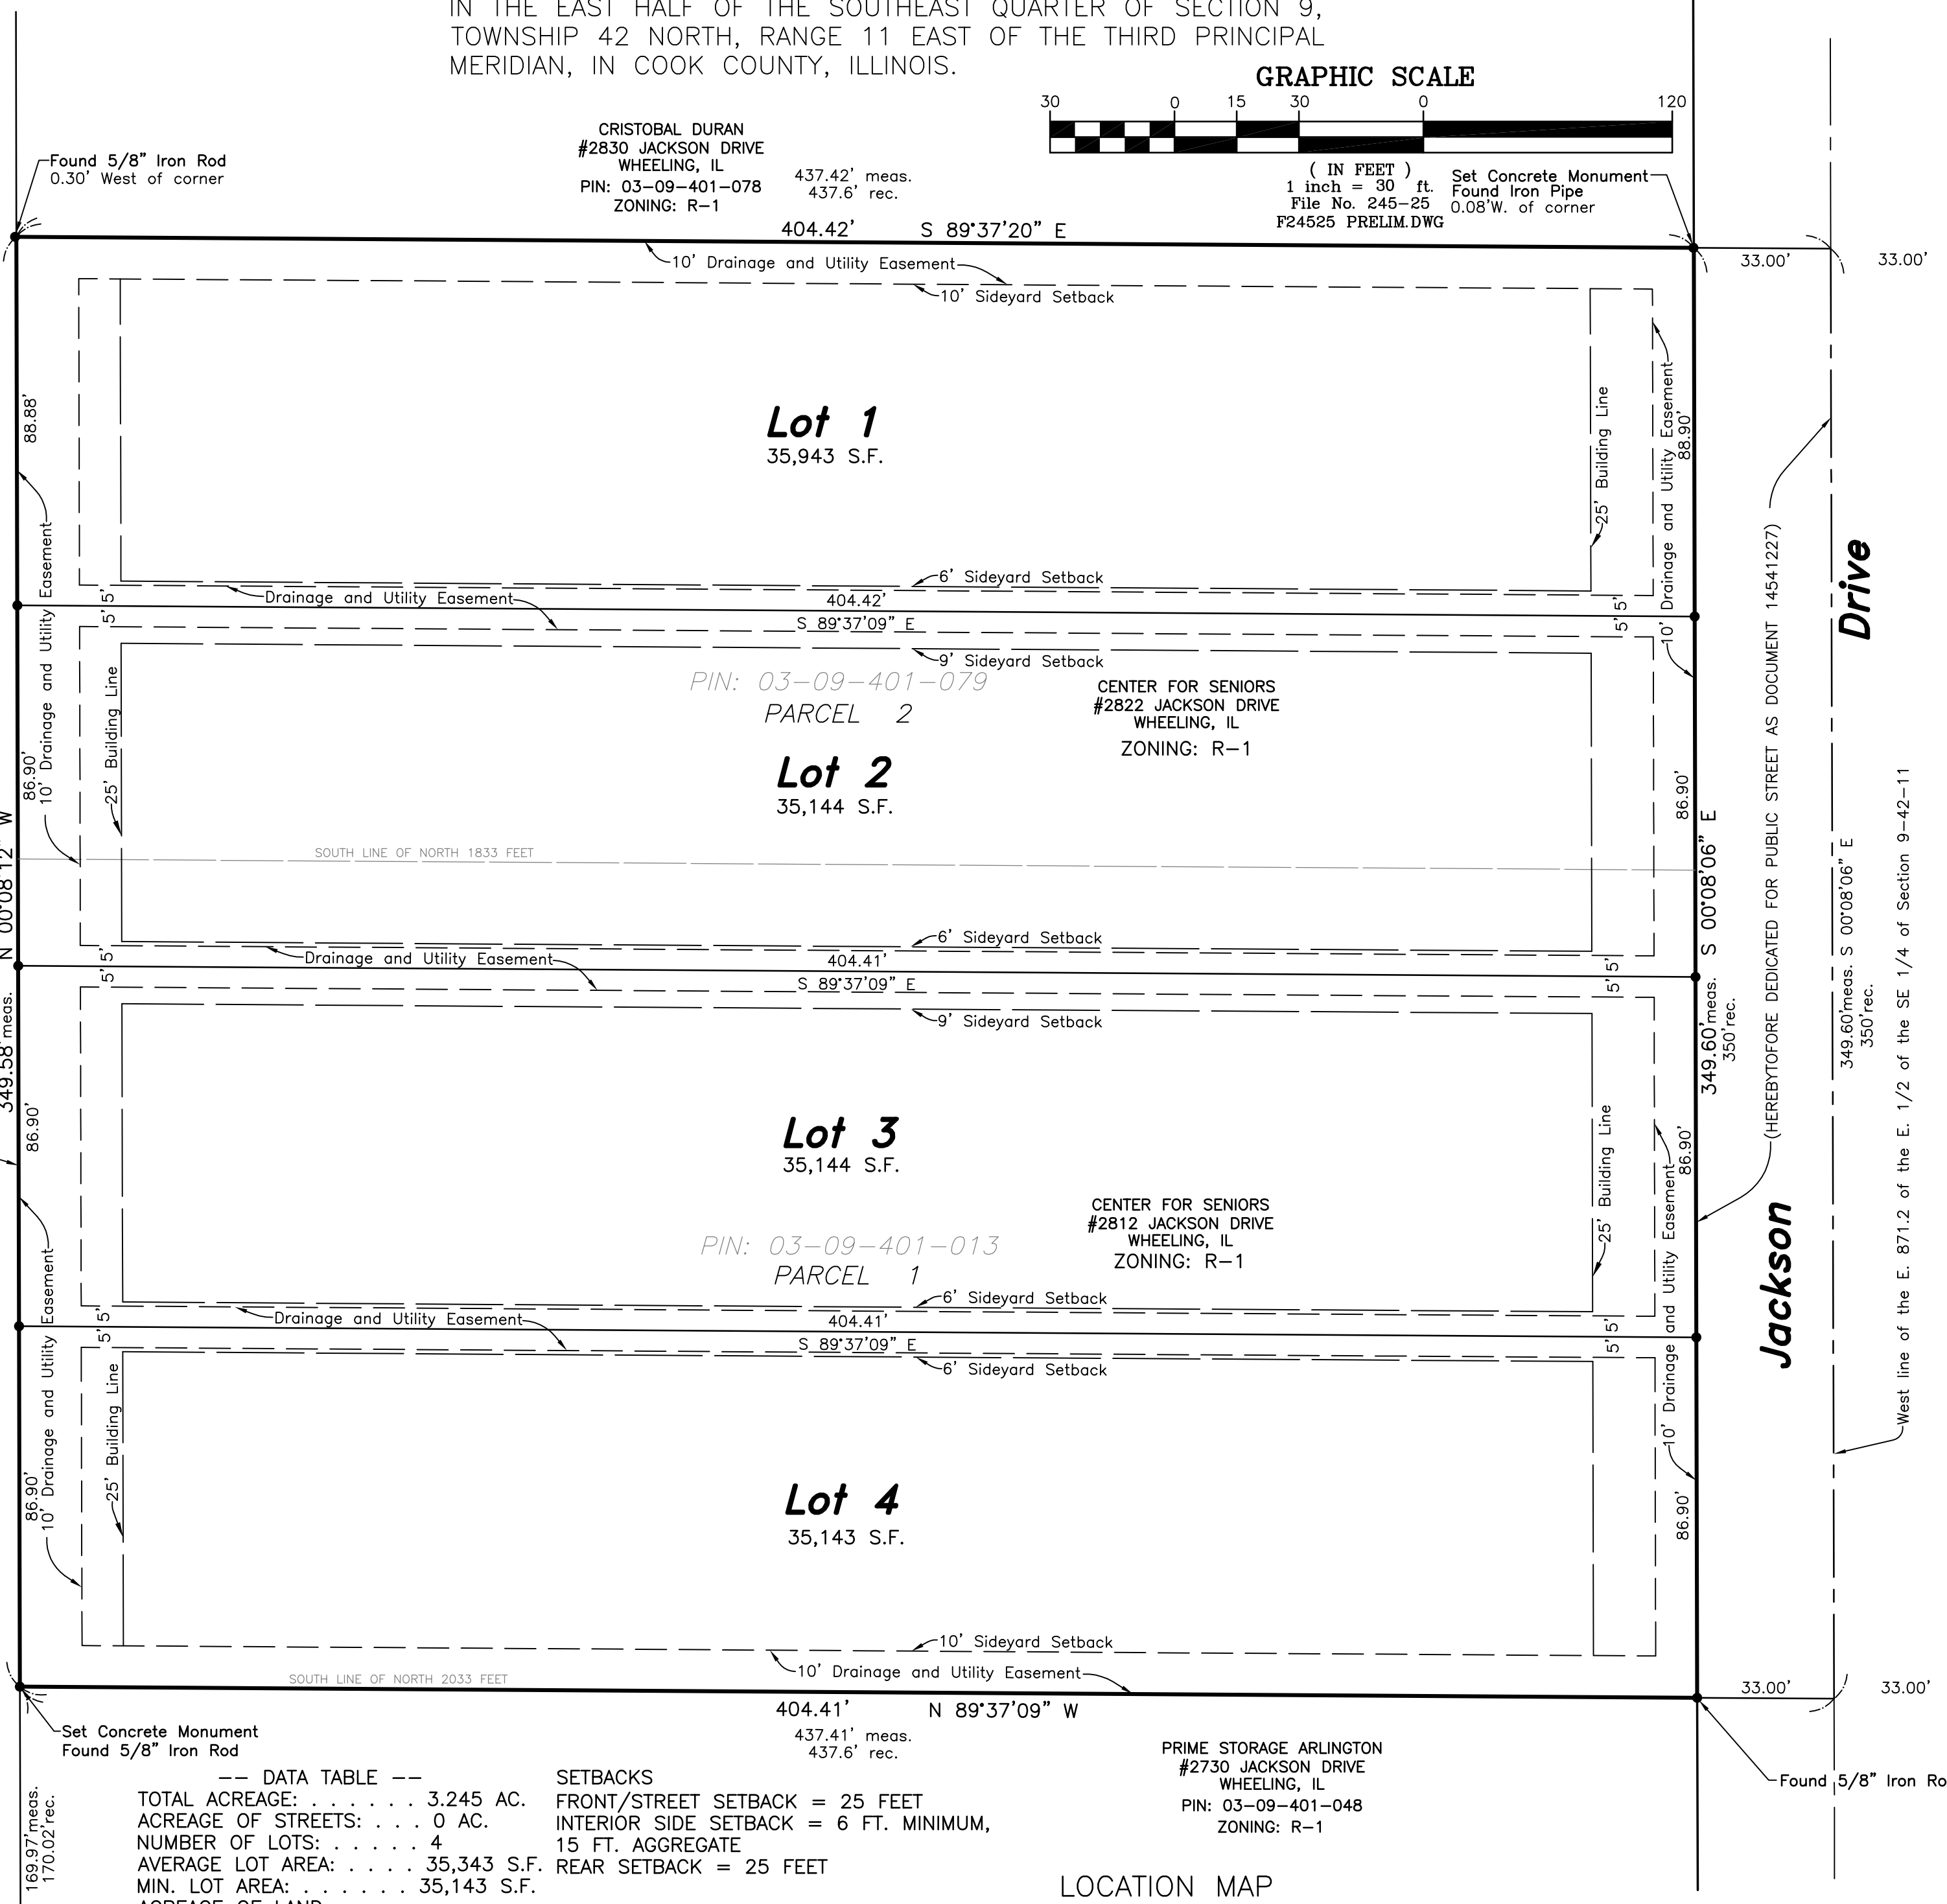 IN THE EAST HALF OF THE SOUTHEAST QUARTER OF SECTION 9,
TOWNSHIP 42 NORTH, RANGE 11 EAST OF THE THIRD PRINCIPAL
MERIDIAN, IN COOK COUNTY, ILLINOIS.
GRAPHIC SCALE
30 0 15 30 0 120
( IN FEET )
1 inch = 30 ft.
File No. 245-25
F24525 PRELIM.DWG
CRISTOBAL DURAN
#2830 JACKSON DRIVE
WHEELING, IL
PIN: 03-09-401-078
ZONING: R-1
437.42' meas.
437.6' rec.
Found 5/8" Iron Rod
0.30' West of corner
Set Concrete Monument
Found Iron Pipe
0.08'W. of corner
404.42' S 89°37'20" E
33.00' 33.00'
10' Drainage and Utility Easement
10' Sideyard Setback
88.88'
Lot 1
35,943 S.F.
25' Building Line
10' Drainage and Utility Easement
88.90'
6' Sideyard Setback
5' 5'
Drainage and Utility Easement
404.42'
S 89°37'09" E
5' 5'
9' Sideyard Setback
10' Drainage and Utility Easement
86.90'
25' Building Line
PIN: 03-09-401-079
PARCEL 2
CENTER FOR SENIORS
#2822 JACKSON DRIVE
WHEELING, IL
ZONING: R-1
Lot 2
35,144 S.F.
86.90'
SOUTH LINE OF NORTH 1833 FEET
6' Sideyard Setback
5' 5'
Drainage and Utility Easement
404.41'
S 89°37'09" E
5' 5'
9' Sideyard Setback
N 00°08'12" W
349.58'meas.
S 00°08'06" E
349.60'meas.
350'rec.
(HEREBYTOFORE DEDICATED FOR PUBLIC STREET AS DOCUMENT 14541227)
Jackson Drive
349.60'meas. S 00°08'06" E
350'rec.
West line of the E. 871.2 of the E. 1/2 of the SE 1/4 of Section 9-42-11
86.90'
Lot 3
35,144 S.F.
25' Building Line
86.90'
CENTER FOR SENIORS
#2812 JACKSON DRIVE
WHEELING, IL
ZONING: R-1
PIN: 03-09-401-013
PARCEL 1
6' Sideyard Setback
5' 5'
Drainage and Utility Easement
404.41'
S 89°37'09" E
5' 5'
6' Sideyard Setback
10' Drainage and Utility Easement
86.90'
25' Building Line
Lot 4
35,143 S.F.
10' Drainage and Utility Easement
86.90'
10' Sideyard Setback
10' Drainage and Utility Easement
SOUTH LINE OF NORTH 2033 FEET
404.41' N 89°37'09" W
437.41' meas.
437.6' rec.
33.00' 33.00'
Set Concrete Monument
Found 5/8" Iron Rod
Found 5/8" Iron Ro
PRIME STORAGE ARLINGTON
#2730 JACKSON DRIVE
WHEELING, IL
PIN: 03-09-401-048
ZONING: R-1
169.97'meas.
170.02'rec.
-- DATA TABLE --
TOTAL ACREAGE: . . . . . . 3.245 AC.
ACREAGE OF STREETS: . . . 0 AC.
NUMBER OF LOTS: . . . . . 4
AVERAGE LOT AREA: . . . . 35,343 S.F.
MIN. LOT AREA: . . . . . . 35,143 S.F.
ACREAGE OF LAND
SETBACKS
FRONT/STREET SETBACK = 25 FEET
INTERIOR SIDE SETBACK = 6 FT. MINIMUM,
15 FT. AGGREGATE
REAR SETBACK = 25 FEET
LOCATION MAP